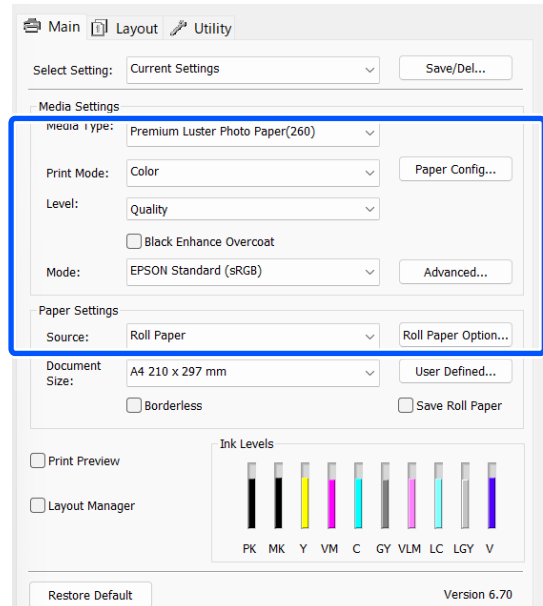 Main Layout Utility
Select Setting: Current Settings Save/Del...
Media Settings
Media Type: Premium Luster Photo Paper(260)
Print Mode: Color Paper Config...
Level: Quality
Black Enhance Overcoat
Mode: EPSON Standard (sRGB) Advanced...
Paper Settings
Source: Roll Paper Roll Paper Option...
Document
Size: A4 210 x 297 mm User Defined...
Borderless Save Roll Paper
Ink Levels
Print Preview
Layout Manager
PK MK Y VM C GY VLM LC LGY V
Restore Default Version 6.70